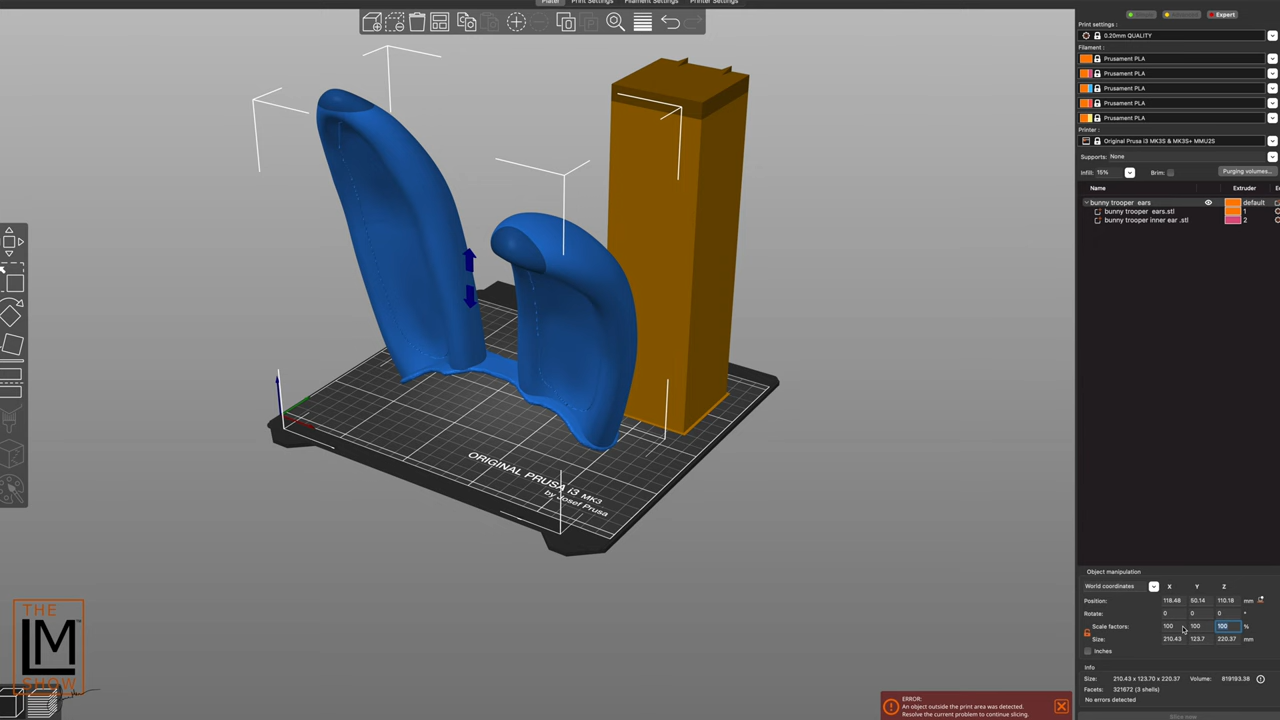 Plater Print Settings Filament Settings Printer Settings
Expert
Print settings :
0.20mm QUALITY
Filament :
Prusament PLA
Prusament PLA
Prusament PLA
Prusament PLA
Prusament PLA
Printer :
Original Prusa i3 MK3S & MK3S+ MMU2S
Supports: None
Infill: 15% Brim: Purging volumes...
Name Extruder
bunny trooper ears default
bunny trooper ears.stl 1
bunny trooper inner ear .stl 2
ORIGINAL PRUSA i3 MK3
by Josef Prusa
Object manipulation
World coordinates X Y Z
Position: 118.48 50.14 110.18 mm
Rotate: 0 0 0 °
Scale factors: 100 100 100 %
Size: 210.43 123.7 220.37 mm
Inches
Info
Size: 210.43 x 123.70 x 220.37 Volume: 819193.38
Facets: 321672 (3 shells)
No errors detected
Slice now
ERROR:
An object outside the print area was detected.
Resolve the current problem to continue slicing.
THE
LM
SHOW